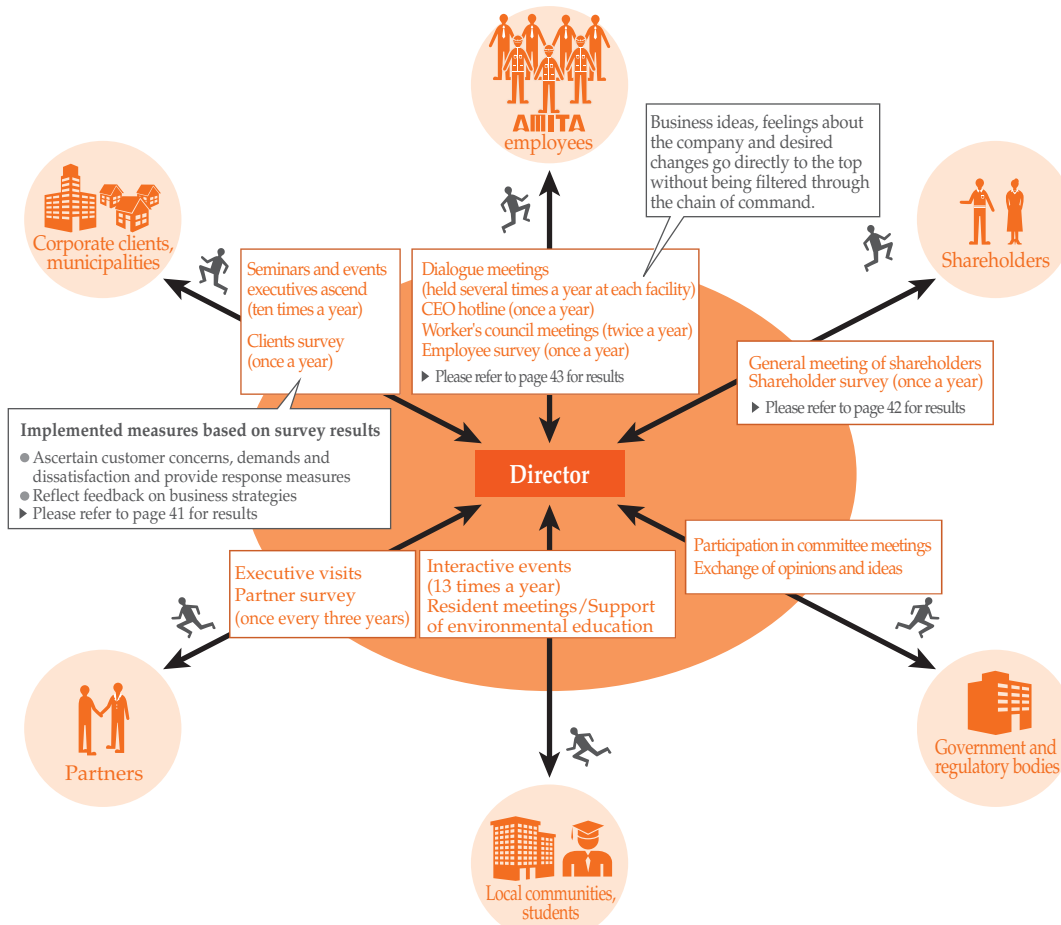 AMITA
employees
Business ideas, feelings about
the company and desired
changes go directly to the top
without being filtered through
the chain of command.
Corporate clients,
municipalities
Shareholders
Seminars and events
executives ascend
(ten times a year)
Clients survey
(once a year)
Dialogue meetings
(held several times a year at each facility)
CEO hotline (once a year)
Worker's council meetings (twice a year)
Employee survey (once a year)
▶ Please refer to page 43 for results
General meeting of shareholders
Shareholder survey (once a year)
▶ Please refer to page 42 for results
Implemented measures based on survey results
● Ascertain customer concerns, demands and
dissatisfaction and provide response measures
● Reflect feedback on business strategies
▶ Please refer to page 41 for results
Director
Executive visits
Partner survey
(once every three years)
Interactive events
(13 times a year)
Resident meetings/Support
of environmental education
Participation in committee meetings
Exchange of opinions and ideas
Partners
Government and
regulatory bodies
Local communities,
students